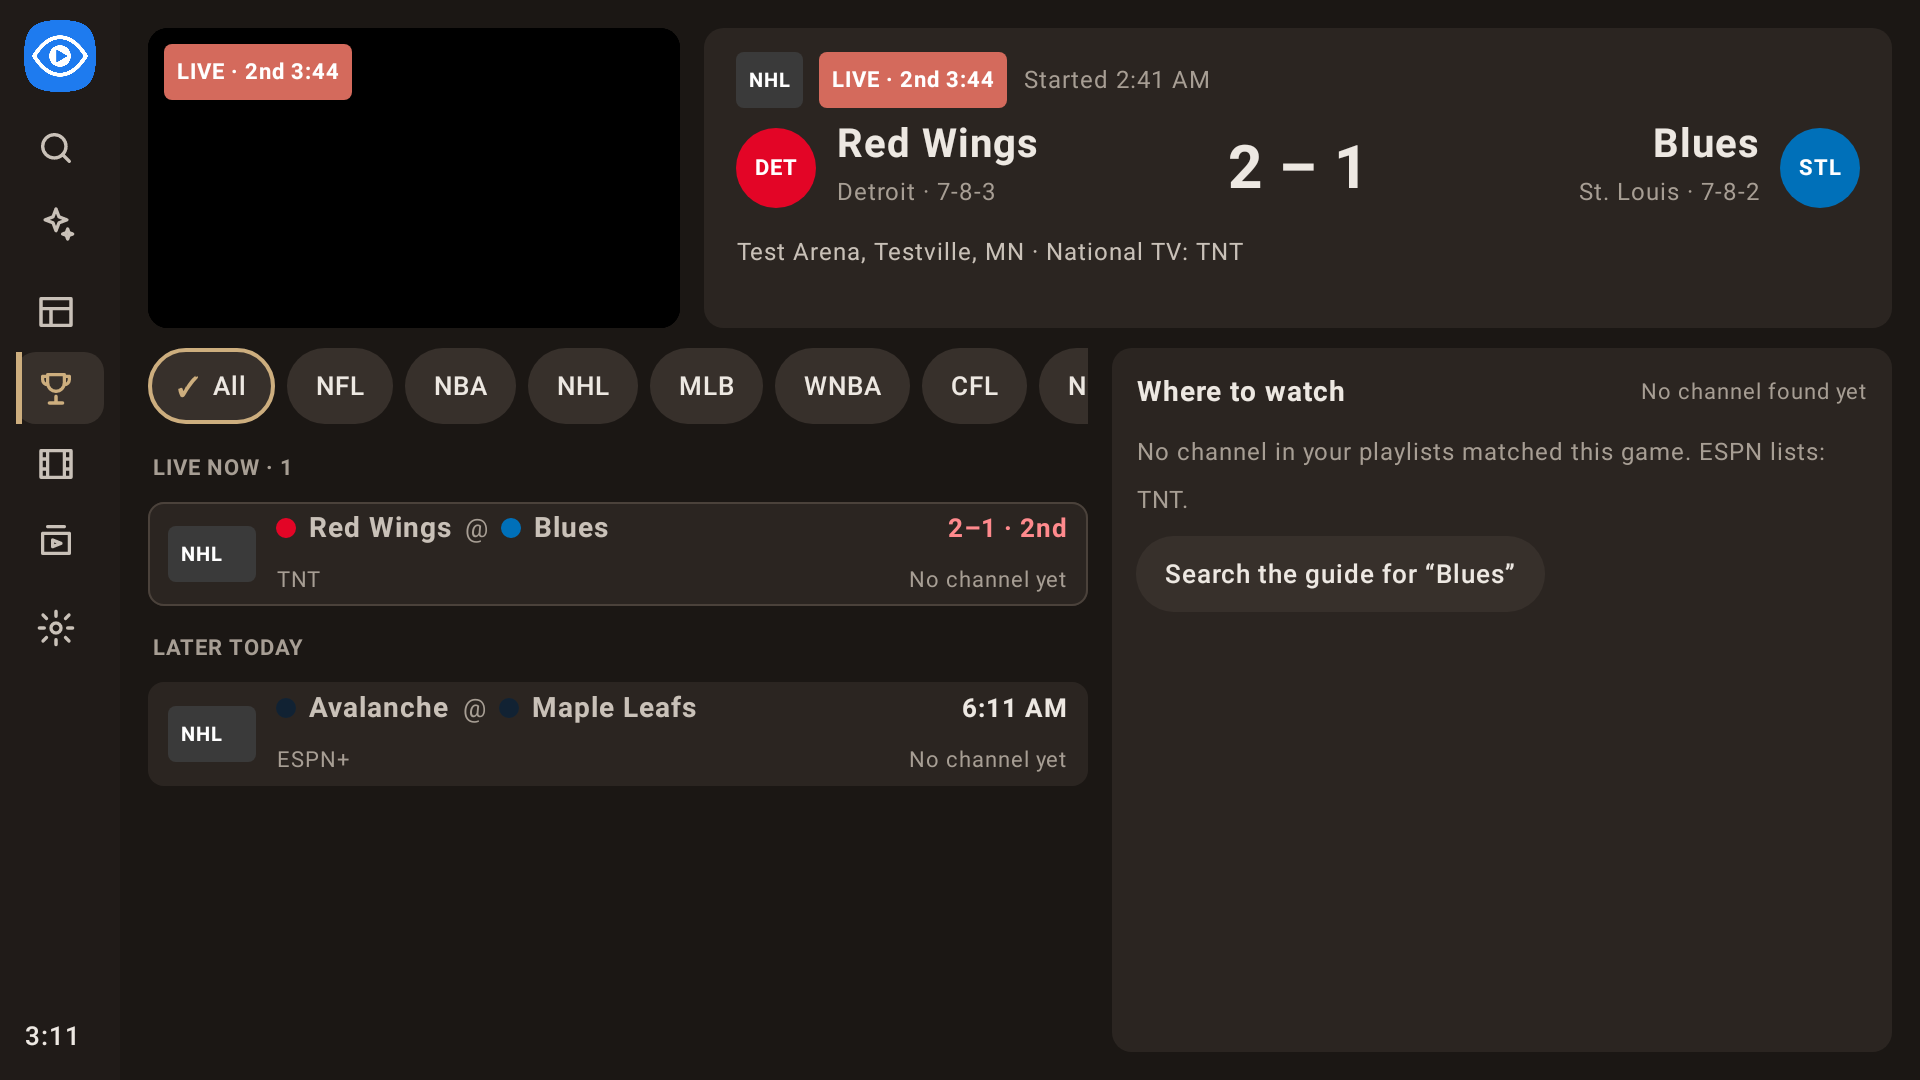 LIVE · 2nd 3:44
NHL
LIVE · 2nd 3:44
Started 2:41 AM
DET
Red Wings
Detroit · 7-8-3
2 – 1
Blues
St. Louis · 7-8-2
STL
Test Arena, Testville, MN · National TV: TNT
✓ All
NFL
NBA
NHL
MLB
WNBA
CFL
N
LIVE NOW · 1
NHL
Red Wings @ Blues
2–1 · 2nd
TNT
No channel yet
LATER TODAY
NHL
Avalanche @ Maple Leafs
6:11 AM
ESPN+
No channel yet
Where to watch
No channel found yet
No channel in your playlists matched this game. ESPN lists:
TNT.
Search the guide for “Blues”
3:11